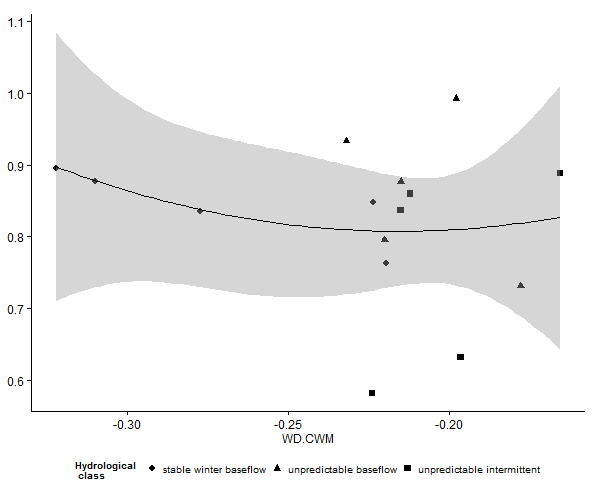 1.1
1.0
0.9
0.8
0.7
0.6
-0.30 -0.25 -0.20
WD.CWM
Hydrological
class
stable winter baseflow unpredictable baseflow unpredictable intermittent